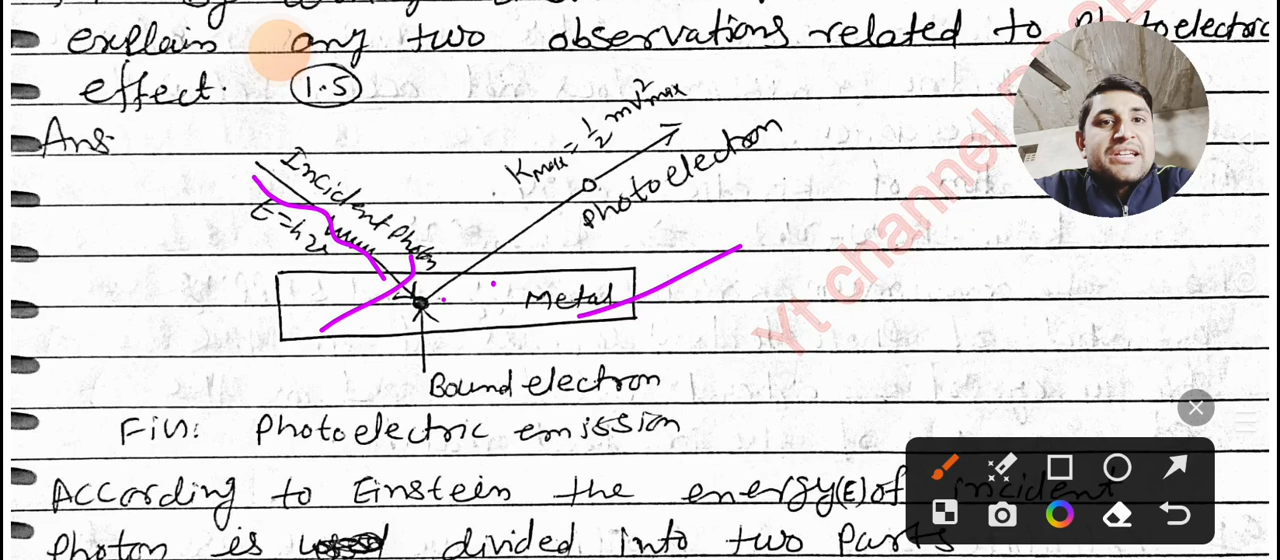 explain any two observations related to Photoelectric
effect. 1.5
Ans
Incident Photon
E=hν
Kmax = 1/2 mv²max
Photoelectron
Metal
Bound electron
Fig: Photoelectric emission
According to Einstein the energy(E) of incident
Photon is divided into two parts
Yt channel